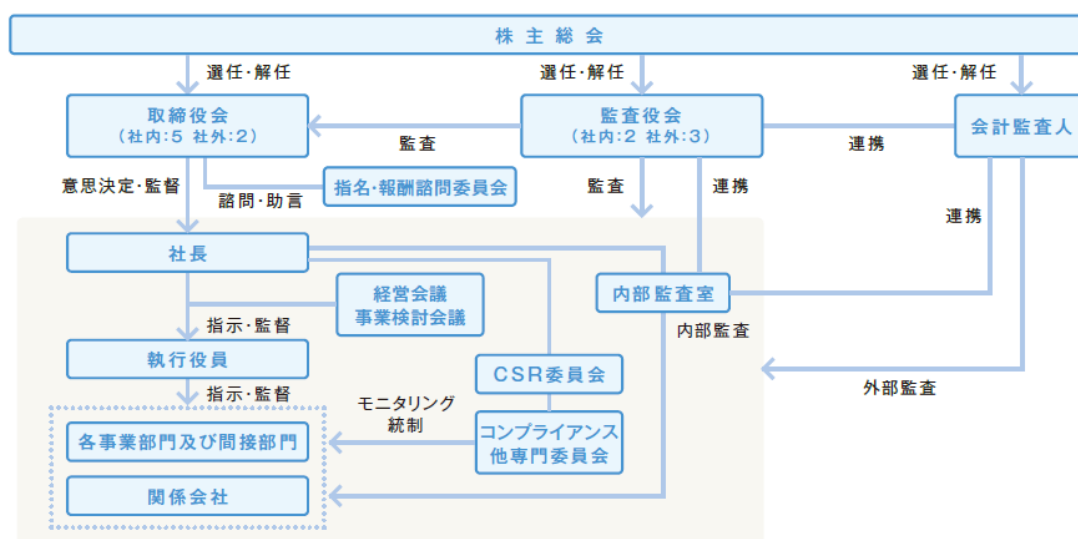 株主総会
選任・解任
選任・解任
選任・解任
取締役会
（社内：5 社外：2）
監査
監査役会
（社内：2 社外：3）
連携
会計監査人
意思決定・監督
諮問・助言
指名・報酬諮問委員会
監査
連携
連携
社長
経営会議
事業検討会議
内部監査室
指示・監督
内部監査
執行役員
CSR委員会
外部監査
指示・監督
モニタリング
統制
各事業部門及び間接部門
コンプライアンス
他専門委員会
関係会社